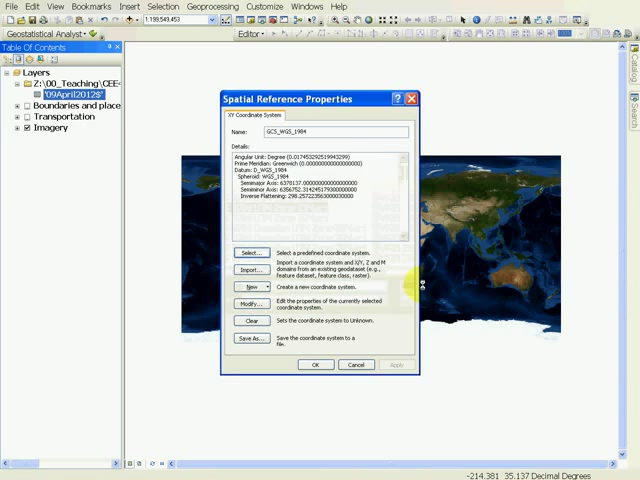 File Edit View Bookmarks Insert Selection Geoprocessing Customize Windows Help
1:199,549,453
Geostatistical Analyst
Editor
Table Of Contents
Layers
Z:\00_Teaching\CEE-
'09April2012$'
Boundaries and place
Transportation
Imagery
Spatial Reference Properties
XY Coordinate System
Name: GCS_WGS_1984
Details:
Angular Unit: Degree (0.017453292519943299)
Prime Meridian: Greenwich (0.000000000000000000)
Datum: D_WGS_1984
Spheroid: WGS_1984
Semimajor Axis: 6378137.000000000000000000
Semiminor Axis: 6356752.314245179300000000
Inverse Flattening: 298.257223563000030000
Select... Select a predefined coordinate system.
Import... Import a coordinate system and X/Y, Z and M
domains from an existing geodataset (e.g.,
feature dataset, feature class, raster).
New Create a new coordinate system.
Modify... Edit the properties of the currently selected
coordinate system.
Clear Sets the coordinate system to Unknown.
Save As... Save the coordinate system to a
file.
OK Cancel Apply
Catalog
Search
-214.381 35.137 Decimal Degrees